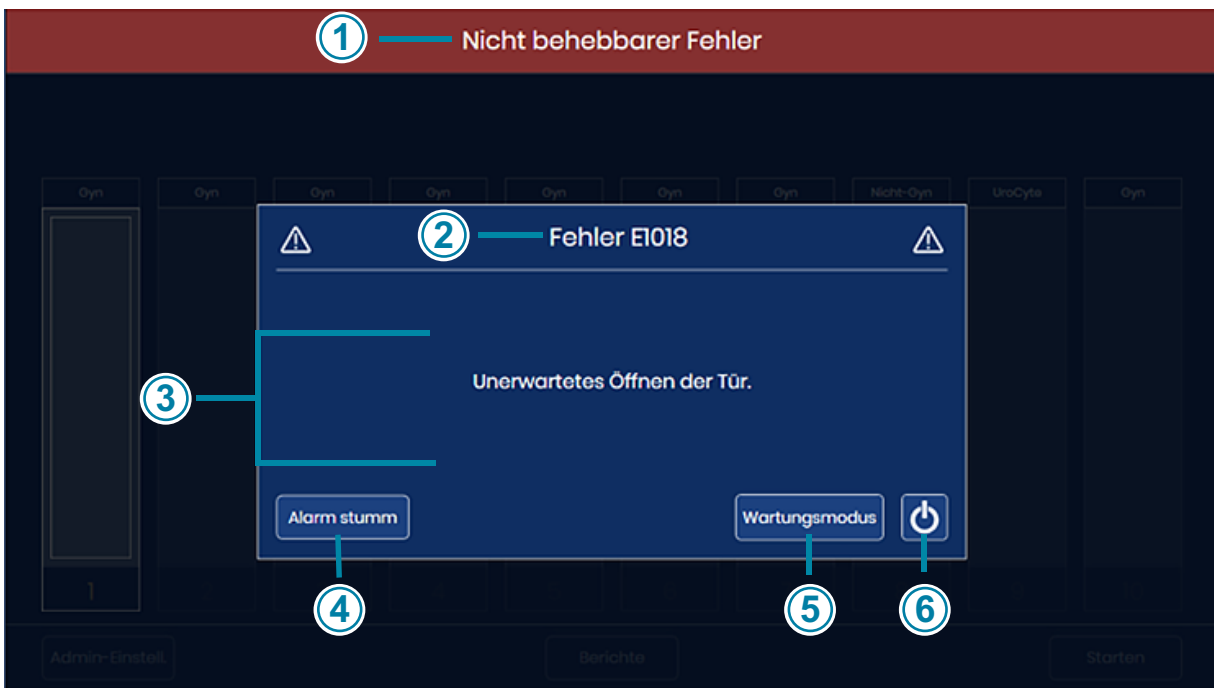 1 Nicht behebbarer Fehler
Gyn Gyn Gyn Gyn Gyn Gyn Gyn Nicht-Gyn UroCyte Gyn
2 Fehler E1018
3 Unerwartetes Öffnen der Tür.
Alarm stumm Wartungsmodus
1
4 5 6
Admin-Einstell. Berichte Starten